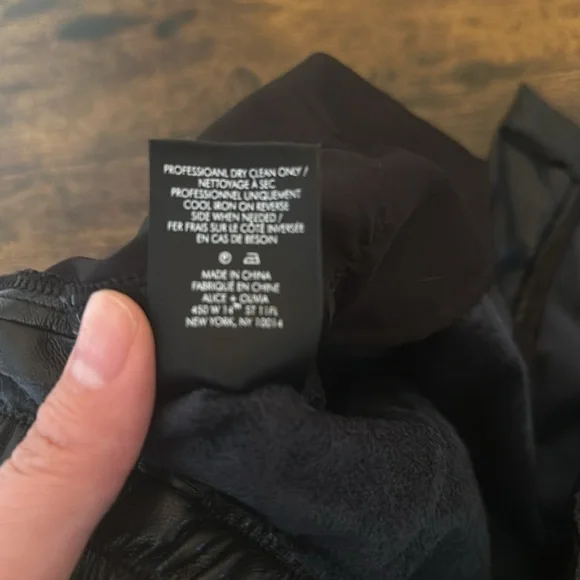 PROFESSIOANL DRY CLEAN ONLY /
NETTOYAGE À SEC
PROFESSIONNEL UNIQUEMENT
COOL IRON ON REVERSE
SIDE WHEN NEEDED /
FER FRAIS SUR LE CÔTÉ INVERSÉE
EN CAS DE BESOIN
P
MADE IN CHINA
FABRIQUÉ EN CHINE
ALICE + OLIVIA
450 W 14TH ST 11FL
NEW YORK, NY 10014